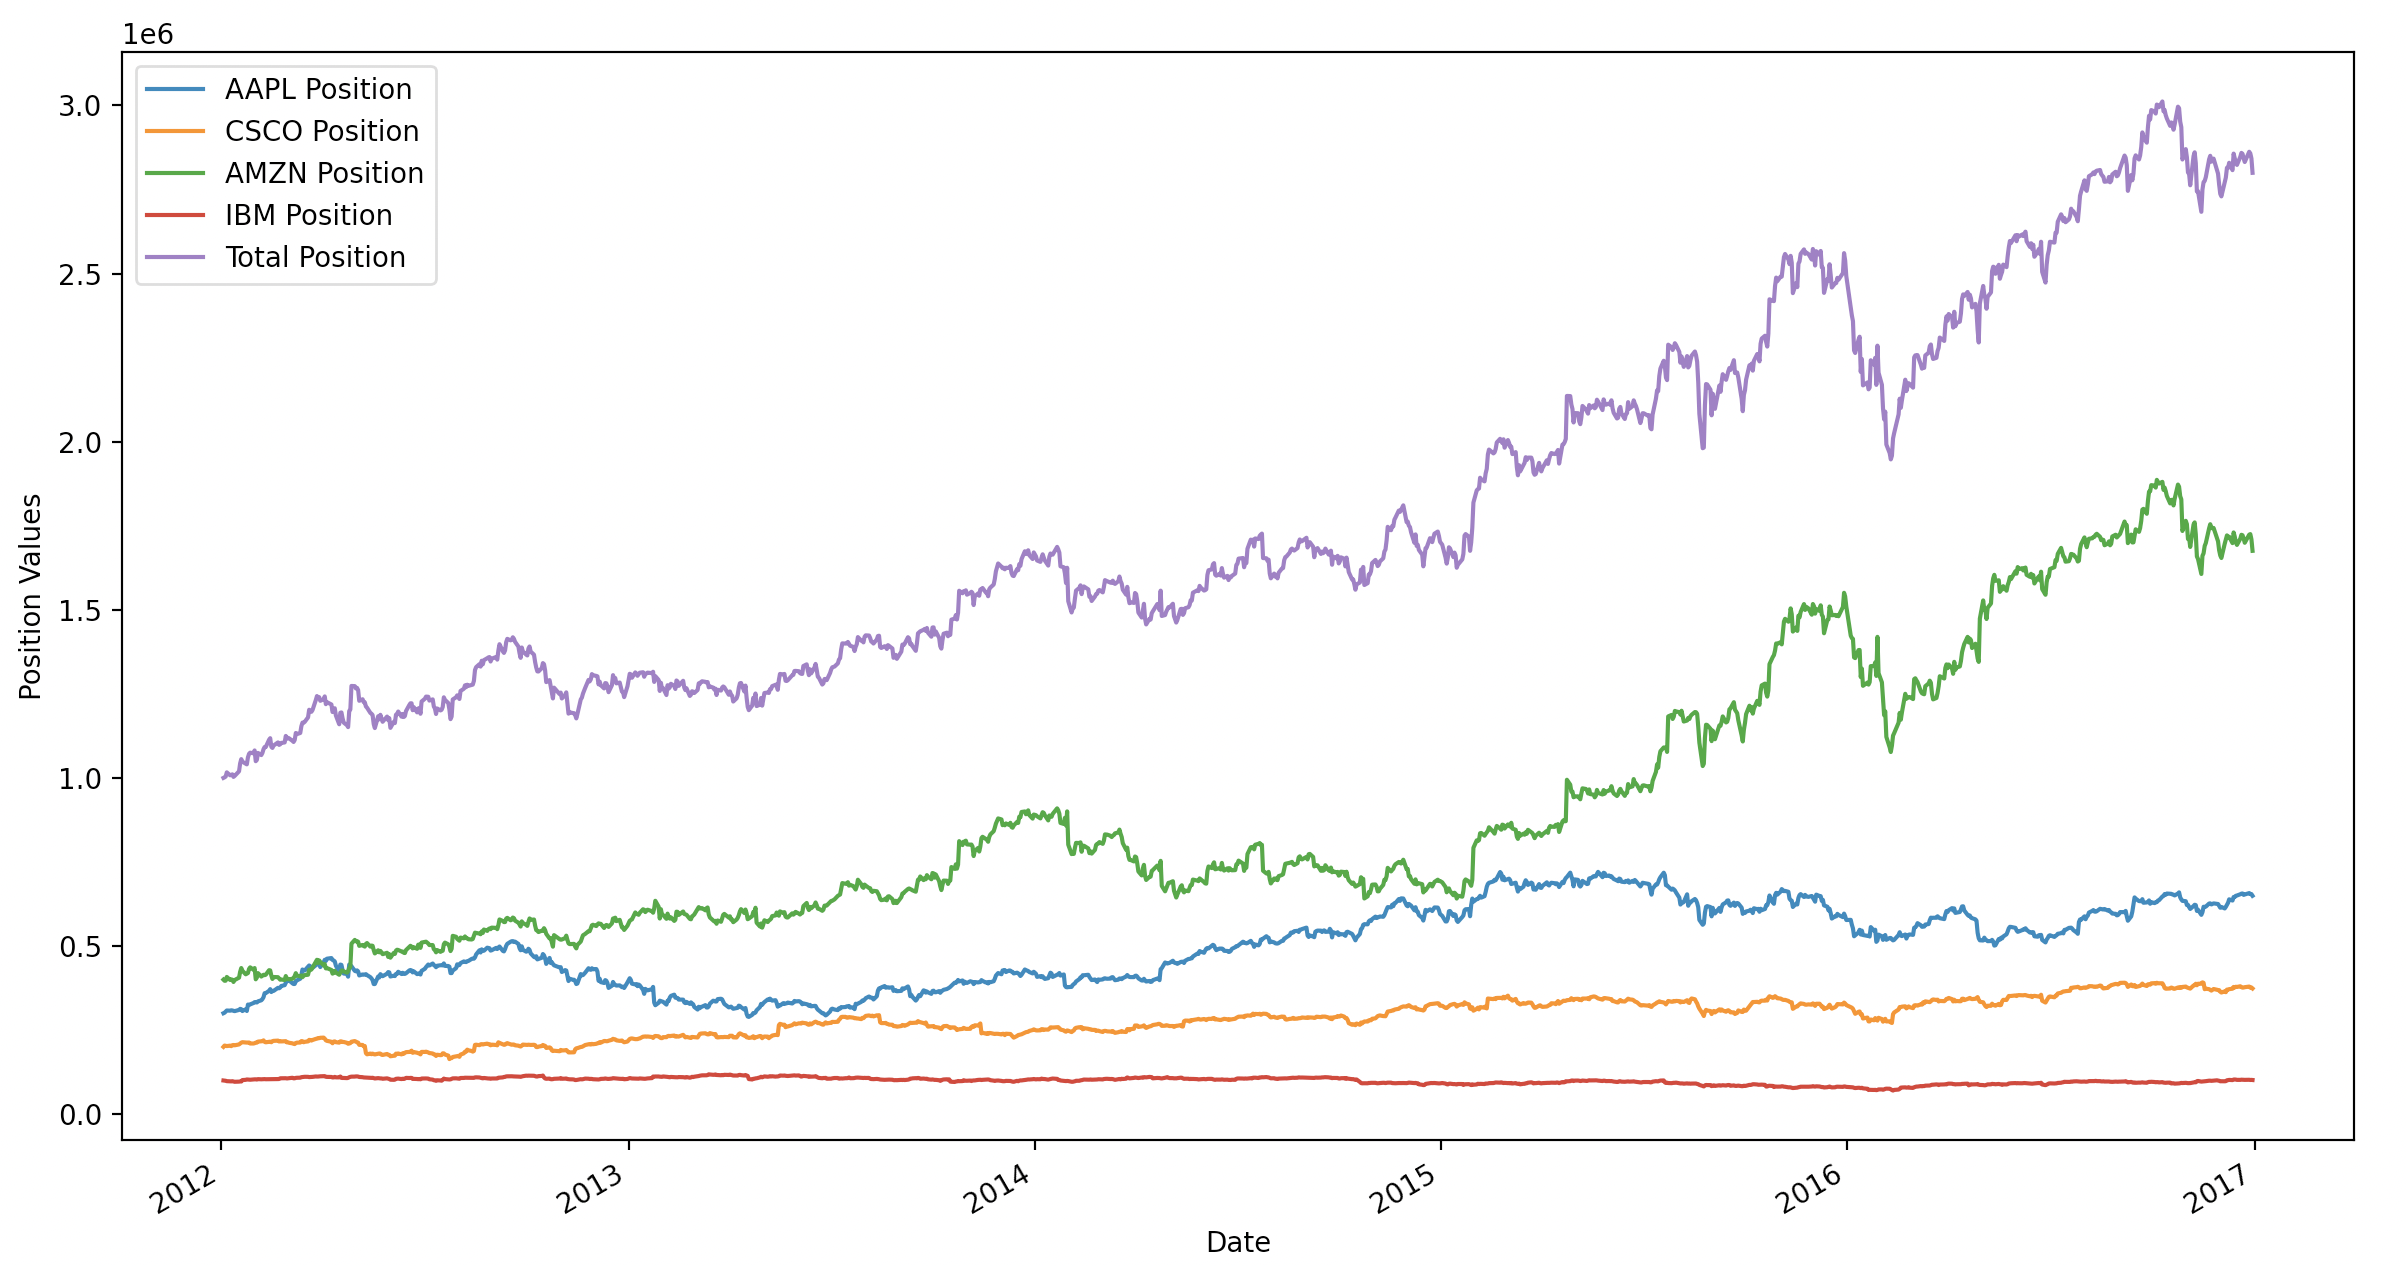 1e6
3.0
2.5
2.0
1.5
1.0
0.5
0.0
Position Values
AAPL Position
CSCO Position
AMZN Position
IBM Position
Total Position
2012
2013
2014
2015
2016
2017
Date